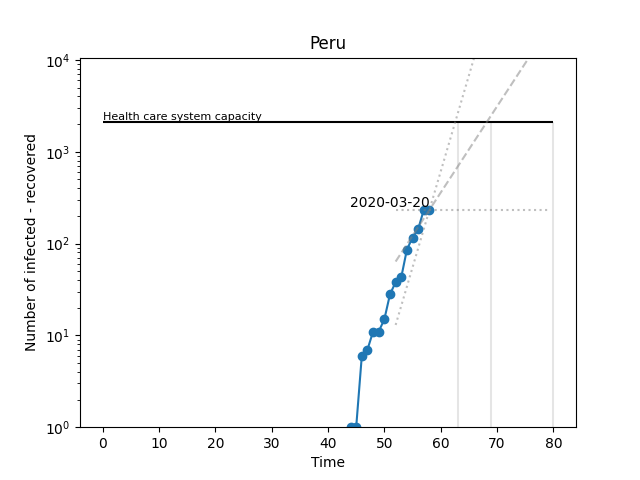 Peru
Number of infected - recovered
10⁴
10³
10²
10¹
10⁰
Health care system capacity
2020-03-20
0 10 20 30 40 50 60 70 80
Time